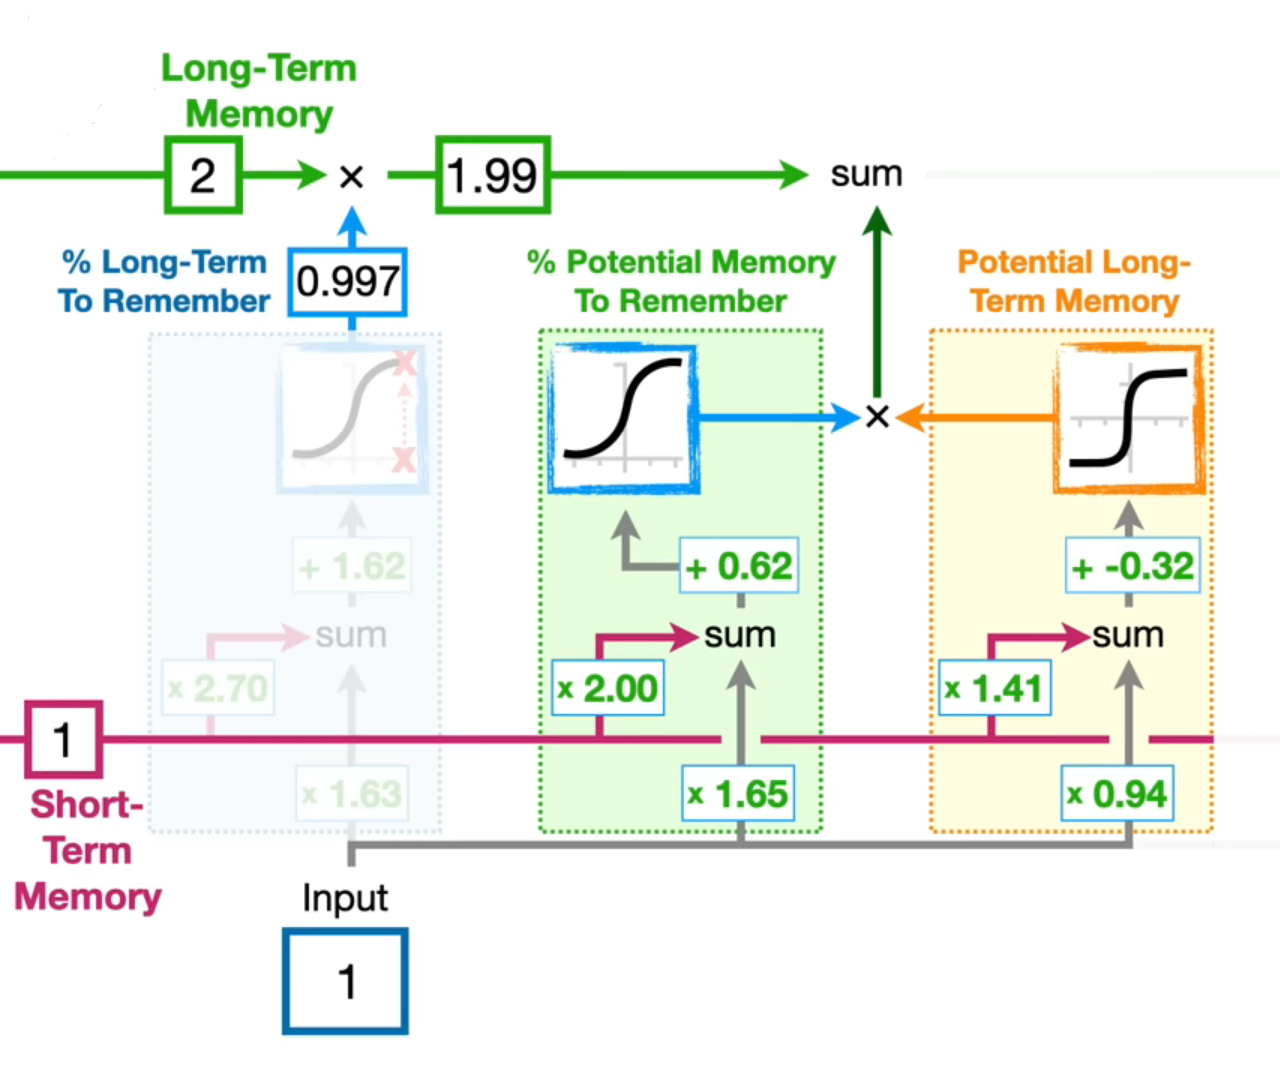 Long-Term
Memory
2
×
1.99
sum
% Long-Term
To Remember
0.997
% Potential Memory
To Remember
Potential Long-
Term Memory
X
X
×
+ 1.62
+ 0.62
+ -0.32
sum
sum
sum
x 2.70
x 2.00
x 1.41
1
x 1.63
x 1.65
x 0.94
Short-
Term
Memory
Input
1